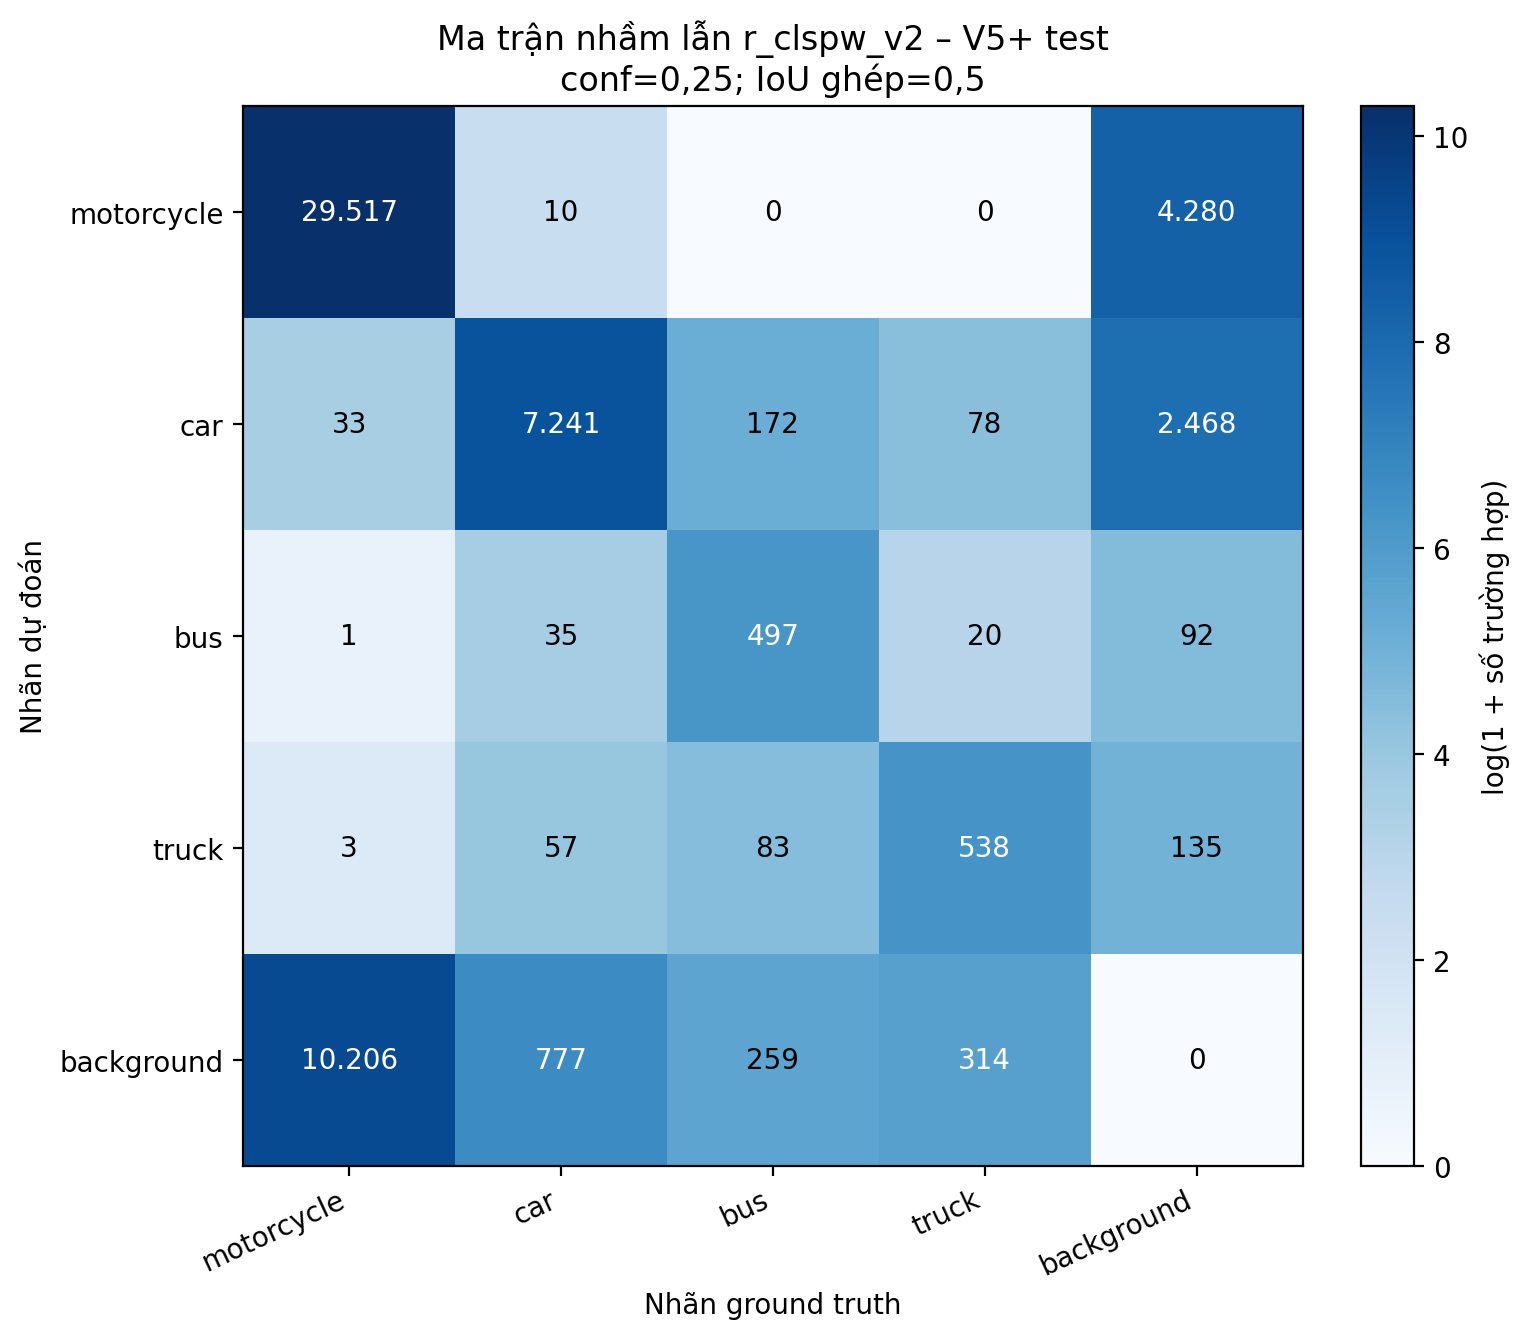 Ma trận nhầm lẫn r_clspw_v2 – V5+ test
conf=0,25; IoU ghép=0,5
Nhãn dự đoán
motorcycle
29.517
10
0
0
4.280
car
33
7.241
172
78
2.468
bus
1
35
497
20
92
truck
3
57
83
538
135
background
10.206
777
259
314
0
motorcycle
car
bus
truck
background
Nhãn ground truth
10
8
6
4
2
0
log(1 + số trường hợp)